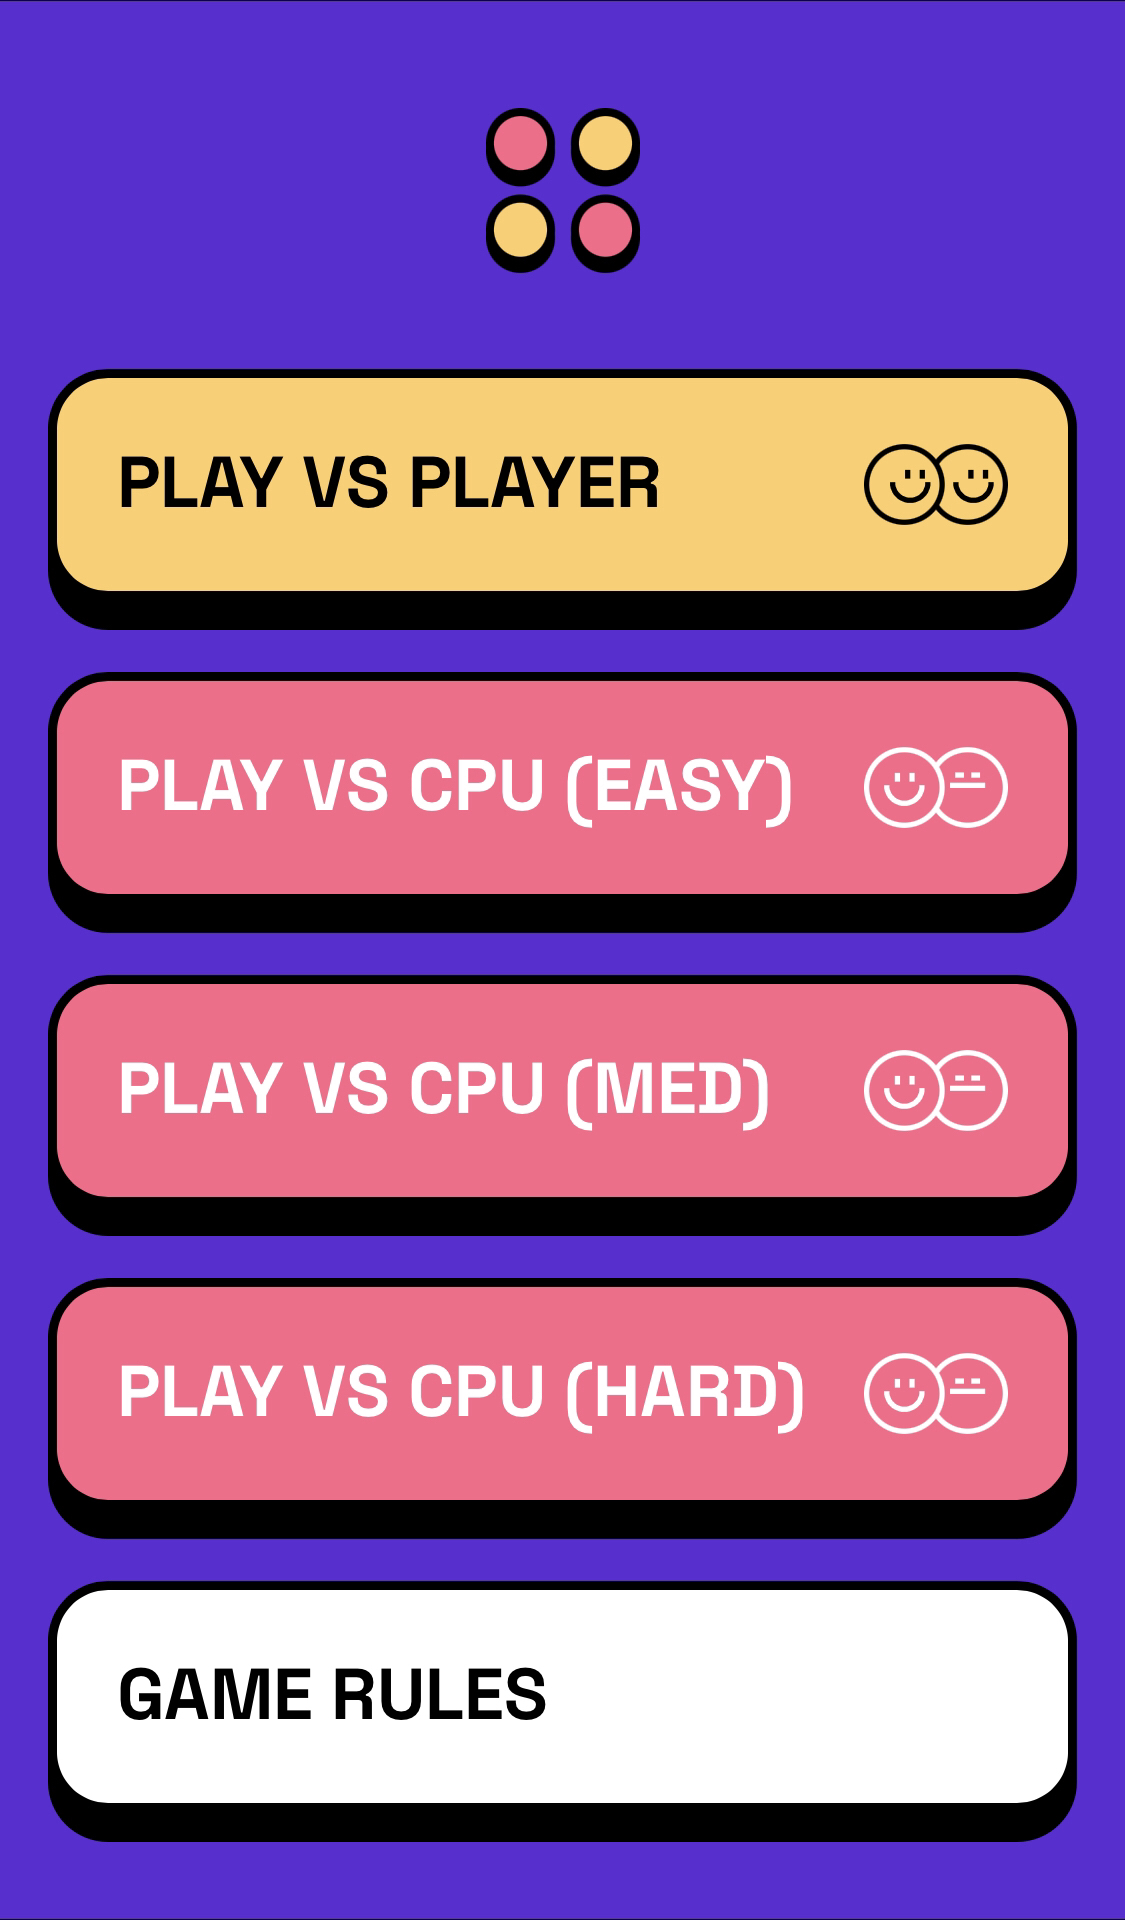 PLAY VS PLAYER
PLAY VS CPU (EASY)
PLAY VS CPU (MED)
PLAY VS CPU (HARD)
GAME RULES